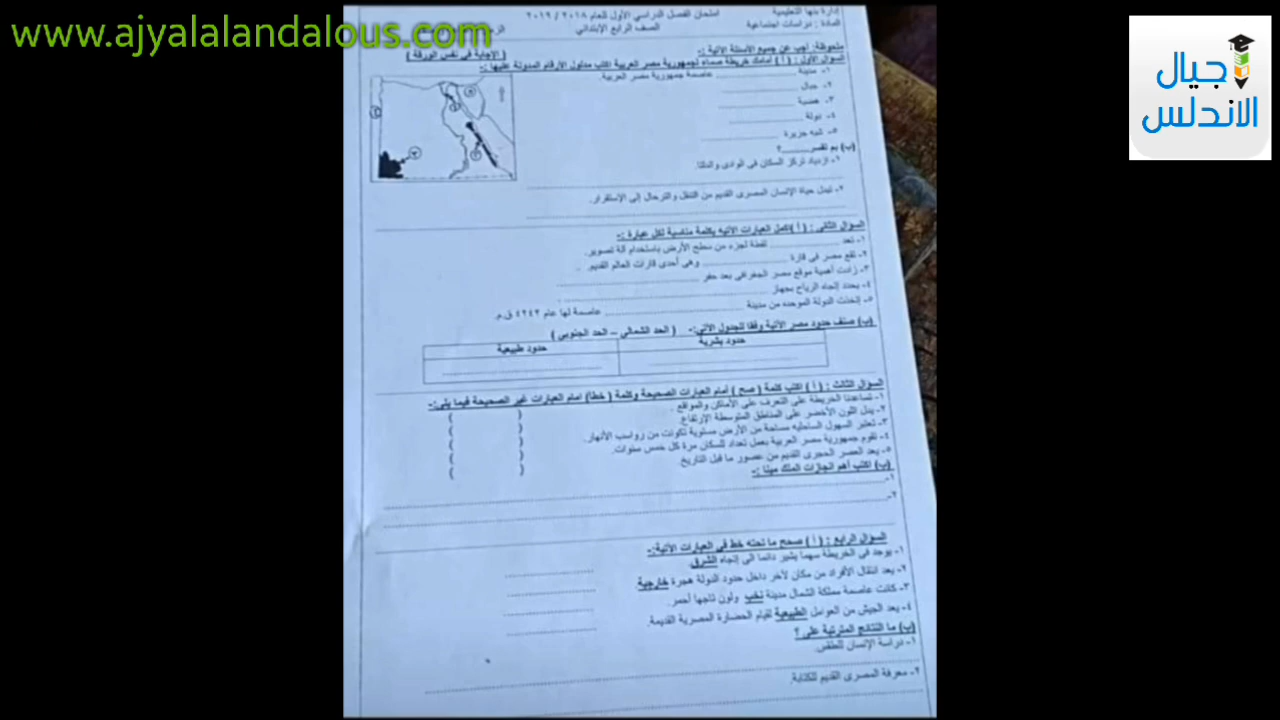 www.ajyalalandalous.com
أجيال
الاندلس
إدارة بنها التعليمية
امتحان الفصل الدراسي الأول للعام ٢٠١٨ / ٢٠١٩
المادة : دراسات اجتماعية
الصف الرابع الإبتدائي
ملحوظة: أجب عن جميع الأسئلة الآتية :-
( الإجابة في نفس الورقة )
السؤال الأول : ( أ ) أمامك خريطة صماء لجمهورية مصر العربية اكتب مدلول الأرقام المدونة عليها :-
١- مدينة ............ عاصمة جمهورية مصر العربية.
٢- جبال ............
٣- هضبة ............
٤- دولة ............
٥- شبه جزيرة ............
(ب) بم تفسر........؟
١- ازدياد تركز السكان في الوادي والدلتا.
٢- تبدل حياة الإنسان المصري القديم من التنقل والترحال إلى الإستقرار.
السؤال الثاني : ( أ ) أكمل العبارات الآتيه بكلمة مناسبة لكل عبارة :-
١- تعد ............ لقطة لجزء من سطح الأرض باستخدام آلة تصوير.
٢- تقع مصر في قارة ............ وهي أحدى قارات العالم القديم.
٣- زادت أهمية موقع مصر الجغرافي بعد حفر ............
٤- يحدد إتجاه الرياح بجهاز ............
٥- إتخذت الدولة الموحده من مدينة ............ عاصمة لها عام ٤٢٤٢ ق.م.
(ب) صنف حدود مصر الآتية وفقا للجدول الآتي:- ( الحد الشمالي – الحد الجنوبي )
حدود بشرية
حدود طبيعية
السؤال الثالث : ( أ ) اكتب كلمة ( صح ) أمام العبارات الصحيحة وكلمة ( خطأ) امام العبارات غير الصحيحة فيما يلي:-
١- تساعدنا الخريطة على التعرف على الأماكن والمواقع . ( )
٢- يدل اللون الأخضر على المناطق المتوسطة الإرتفاع. ( )
٣- تعتبر السهول الساحليه مساحة من الأرض مستوية تكونت من رواسب الأنهار. ( )
٤- تقوم جمهورية مصر العربية بعمل تعداد للسكان مرة كل خمس سنوات. ( )
٥- يعد العصر الحجري القديم من عصور ما قبل التاريخ. ( )
(ب) اكتب أهم انجازات الملك مينا :-
١-
٢-
السؤال الرابع : ( أ ) صحح ما تحته خط في العبارات الآتية:-
١- يوجد في الخريطة سهما يشير دائما الى إتجاه الشرق.
٢- يعد انتقال الأفراد من مكان لآخر داخل حدود الدولة هجرة خارجية
٣- كانت عاصمة مملكة الشمال مدينة نخب ولون تاجها أحمر.
٤- يعد الجيش من العوامل الطبيعية لقيام الحضارة المصرية القديمة.
(ب) ما النتائج المترتبة على ؟
١- دراسة الإنسان للطقس.
٢- معرفة المصري القديم للكتابة.